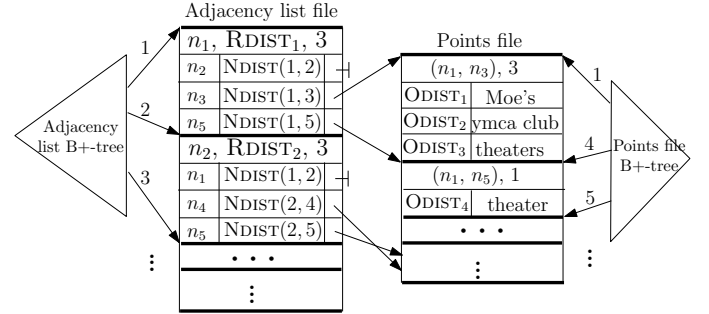 Adjacency list file
n₁, RDIST₁, 3
n₂ NDIST(1, 2)
n₃ NDIST(1, 3)
n₅ NDIST(1, 5)
n₂, RDIST₂, 3
n₁ NDIST(1, 2)
n₄ NDIST(2, 4)
n₅ NDIST(2, 5)
...
⋮
1
2
3
Adjacency
list B+-tree
⋮
Points file
(n₁, n₃), 3
ODIST₁ Moe's
ODIST₂ ymca club
ODIST₃ theaters
(n₁, n₅), 1
ODIST₄ theater
...
⋮
1
4
5
Points file
B+-tree
⋮